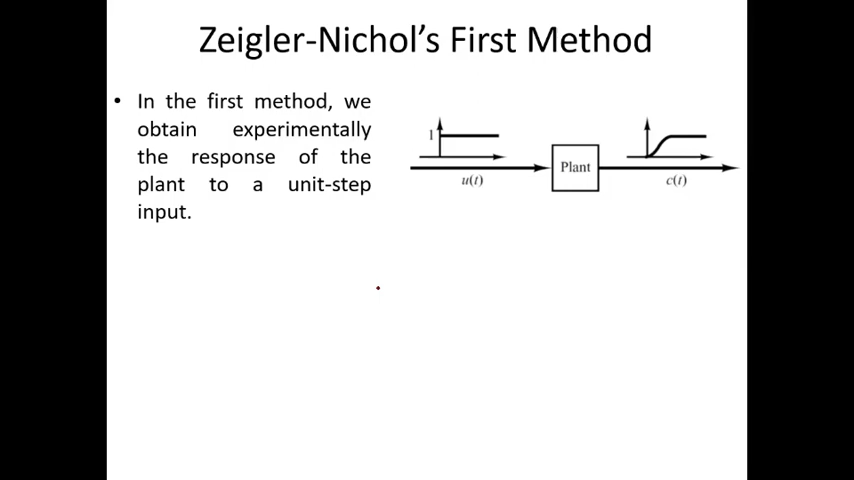 Zeigler-Nichol’s First Method
• In the first method, we
obtain experimentally
the response of the
plant to a unit-step
input.
1
Plant
u(t)
c(t)